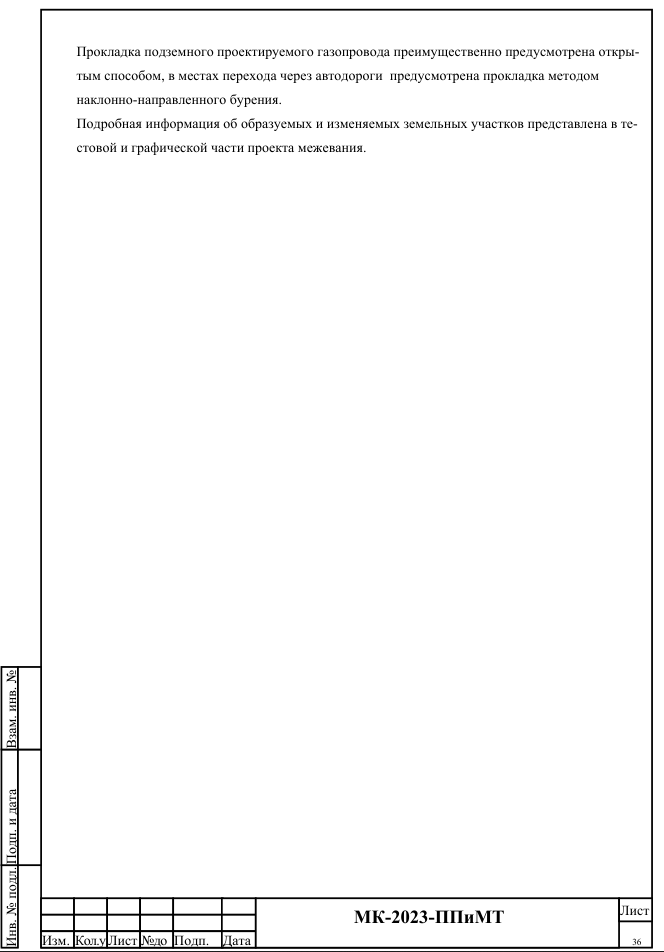 Прокладка подземного проектируемого газопровода преимущественно предусмотрена откры-
тым способом, в местах перехода через автодороги  предусмотрена прокладка методом
наклонно-направленного бурения.
Подробная информация об образуемых и изменяемых земельных участков представлена в те-
стовой и графической части проекта межевания.
Взам. инв. №
Подп. и дата
Инв. № подл.
МК-2023-ППиМТ
Лист
36
Изм. Кол.у Лист №до Подп. Дата